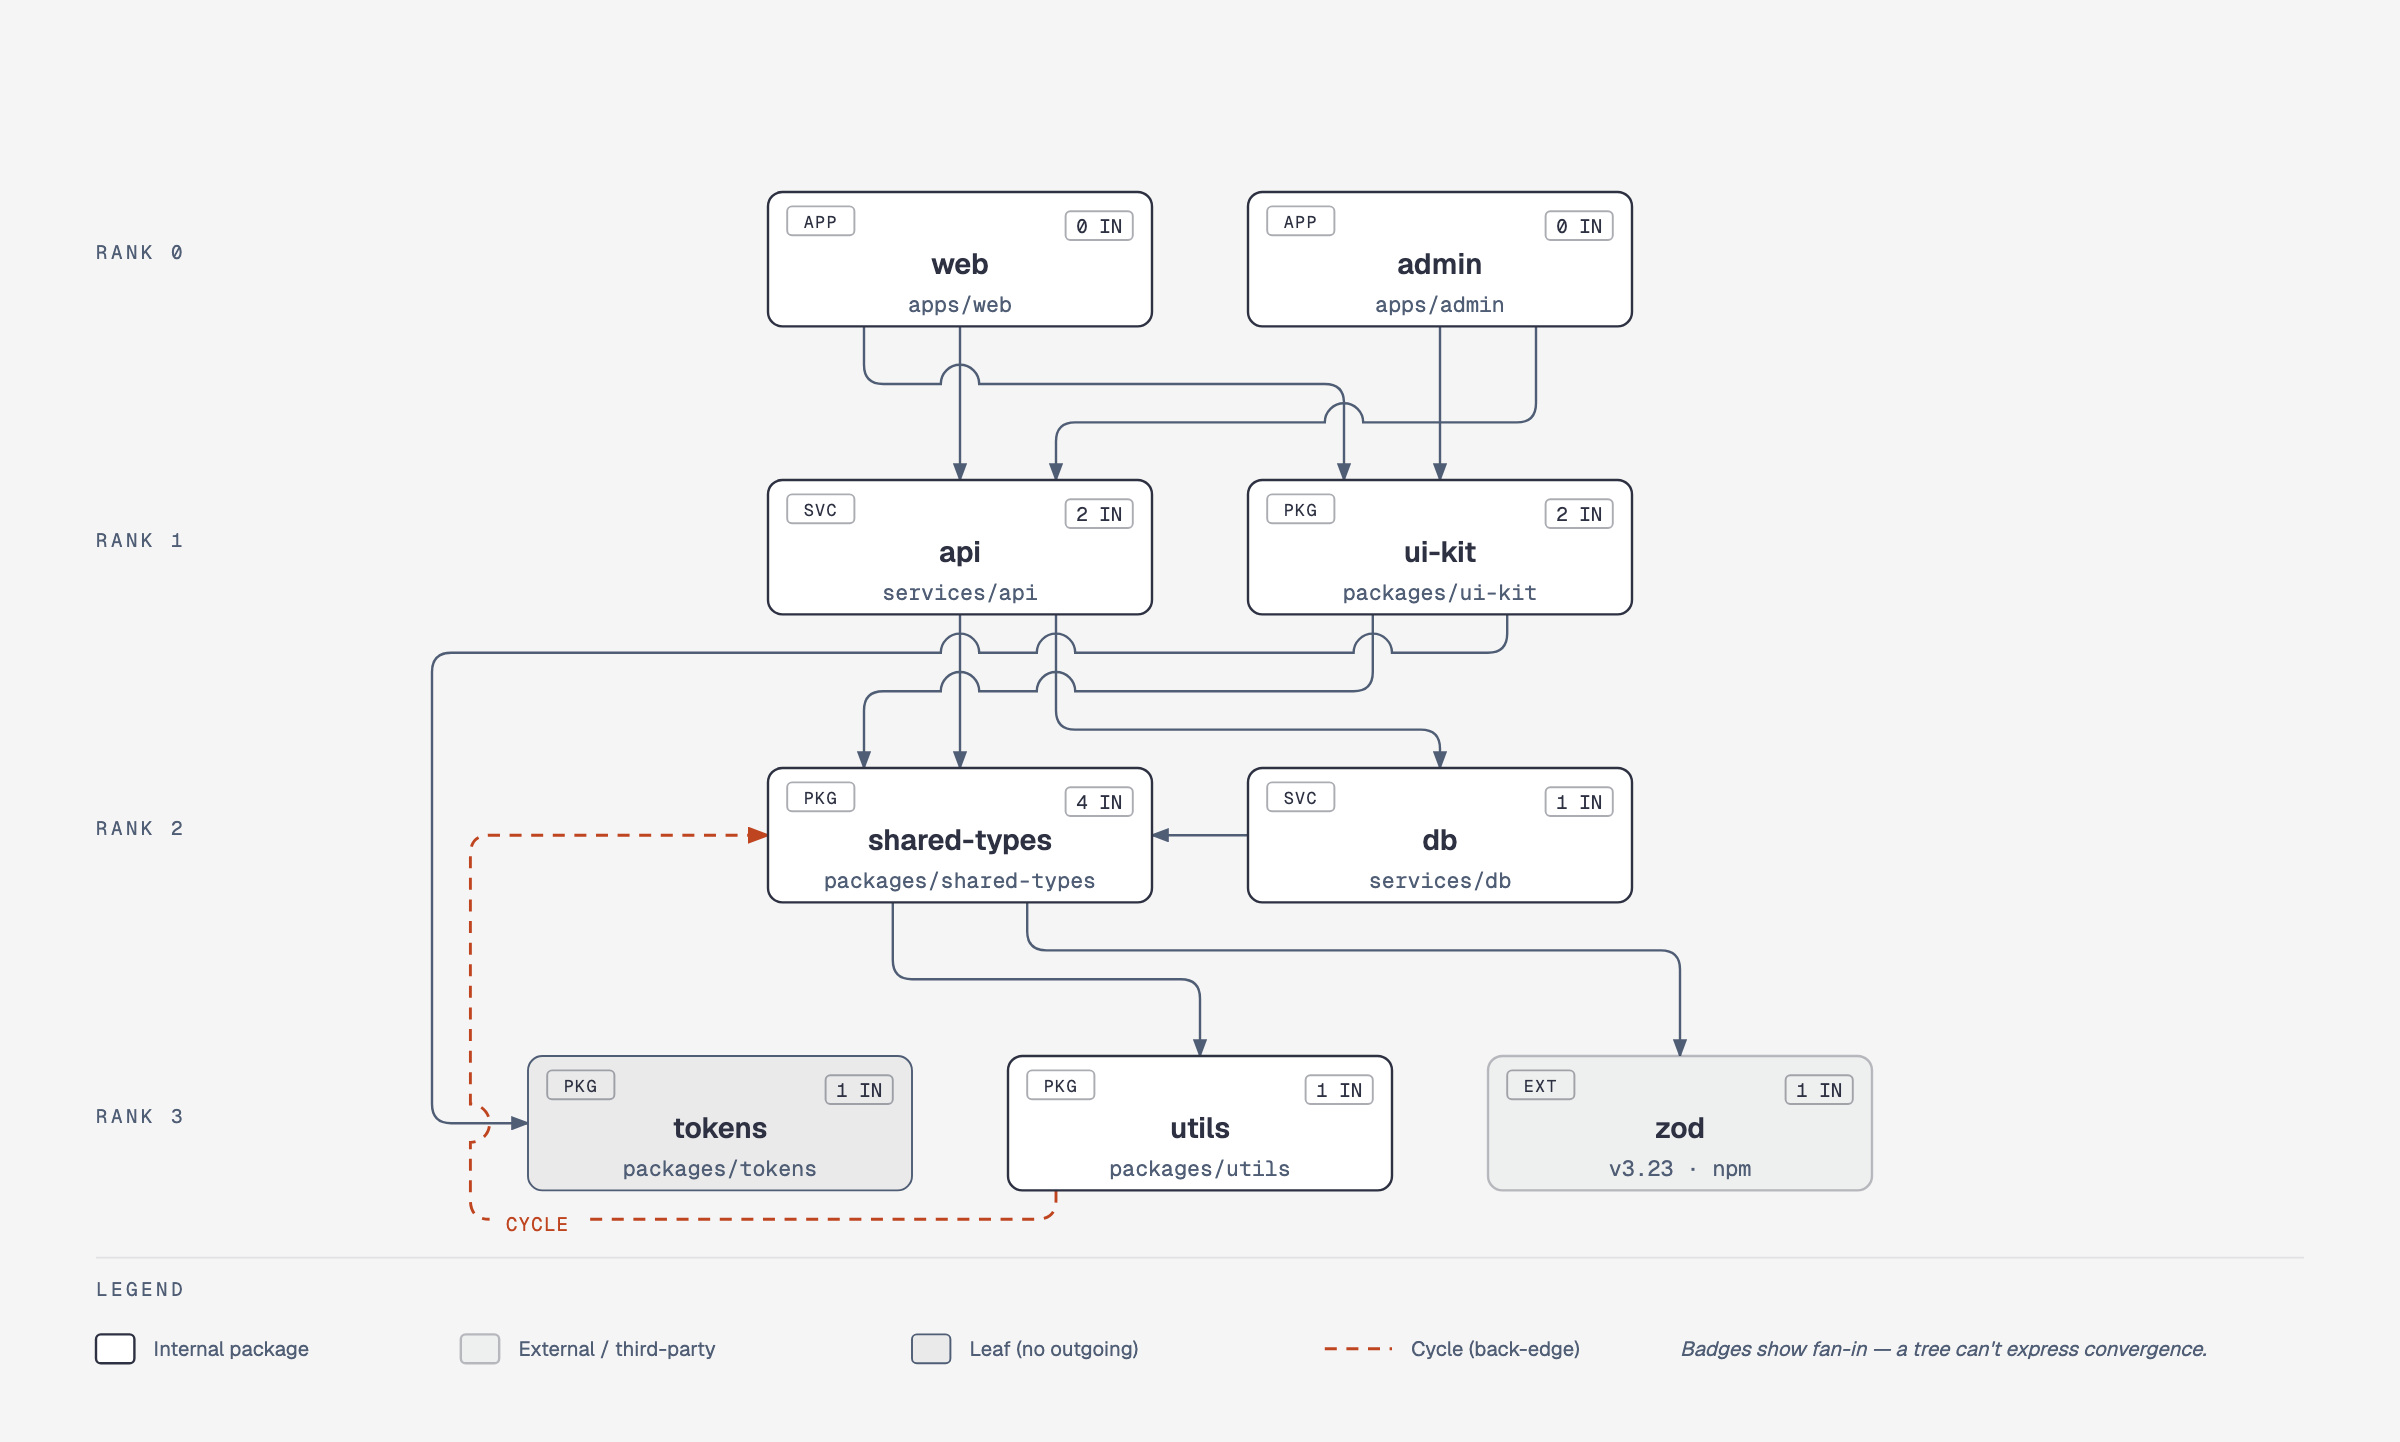 RANK 0
APP
0 IN
web
apps/web
APP
0 IN
admin
apps/admin
RANK 1
SVC
2 IN
api
services/api
PKG
2 IN
ui-kit
packages/ui-kit
RANK 2
PKG
4 IN
shared-types
packages/shared-types
SVC
1 IN
db
services/db
RANK 3
PKG
1 IN
tokens
packages/tokens
PKG
1 IN
utils
packages/utils
EXT
1 IN
zod
v3.23 · npm
CYCLE
LEGEND
Internal package
External / third-party
Leaf (no outgoing)
Cycle (back-edge)
Badges show fan-in — a tree can't express convergence.